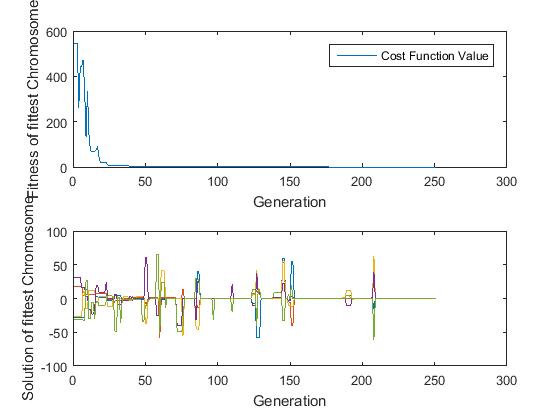 Fitness of fittest Chromosome
600
400
200
0
Cost Function Value
0 50 100 150 200 250 300
Generation
Solution of fittest Chromosome
100
50
0
-50
-100
0 50 100 150 200 250 300
Generation